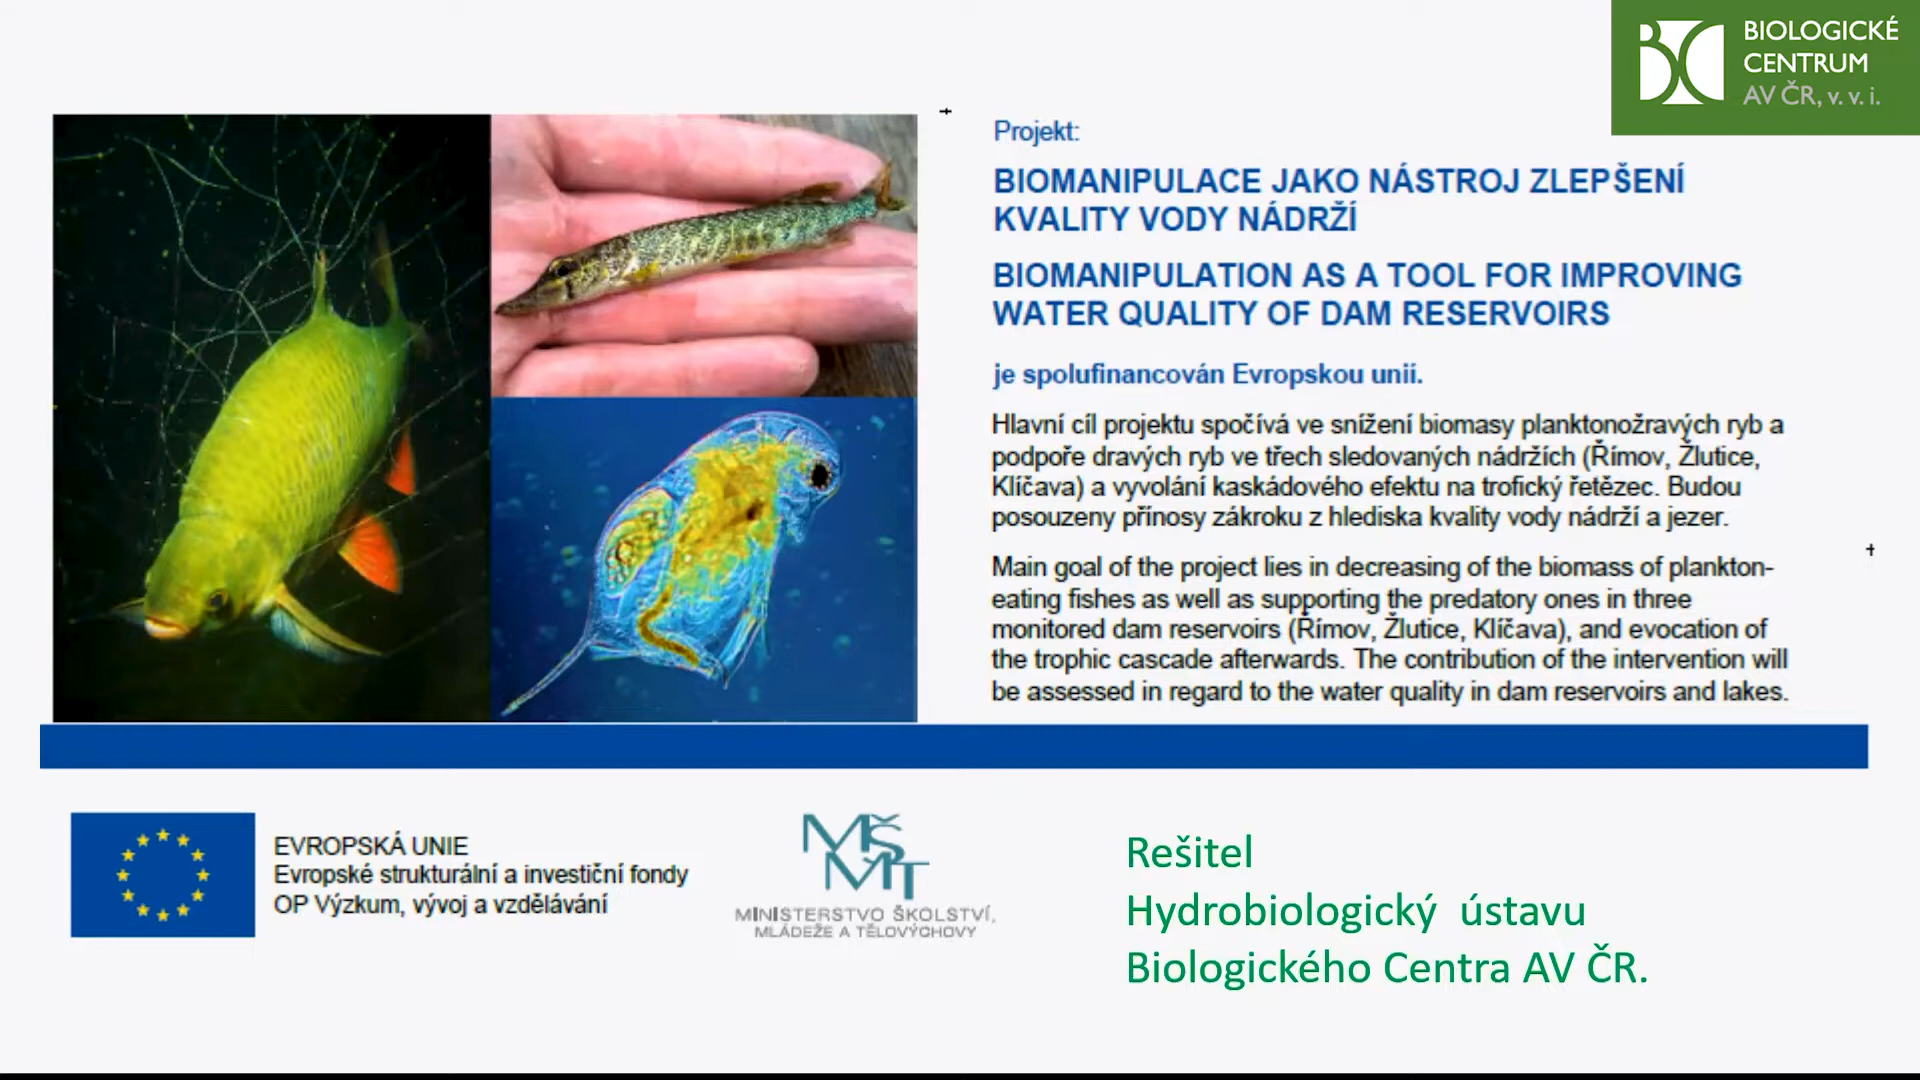 BIOLOGICKÉ
CENTRUM
AV ČR, v. v. i.
Projekt:
BIOMANIPULACE JAKO NÁSTROJ ZLEPŠENÍ
KVALITY VODY NÁDRŽÍ
BIOMANIPULATION AS A TOOL FOR IMPROVING
WATER QUALITY OF DAM RESERVOIRS
je spolufinancován Evropskou unií.
Hlavní cíl projektu spočívá ve snížení biomasy planktonožravých ryb a
podpoře dravých ryb ve třech sledovaných nádržích (Římov, Žlutice,
Klíčava) a vyvolání kaskádového efektu na trofický řetězec. Budou
posouzeny přínosy zákroku z hlediska kvality vody nádrží a jezer.
Main goal of the project lies in decreasing of the biomass of plankton-
eating fishes as well as supporting the predatory ones in three
monitored dam reservoirs (Římov, Žlutice, Klíčava), and evocation of
the trophic cascade afterwards. The contribution of the intervention will
be assessed in regard to the water quality in dam reservoirs and lakes.
EVROPSKÁ UNIE
Evropské strukturální a investiční fondy
OP Výzkum, vývoj a vzdělávání
MŠMT
MINISTERSTVO ŠKOLSTVÍ,
MLÁDEŽE A TĚLOVÝCHOVY
Rešitel
Hydrobiologický ústavu
Biologického Centra AV ČR.